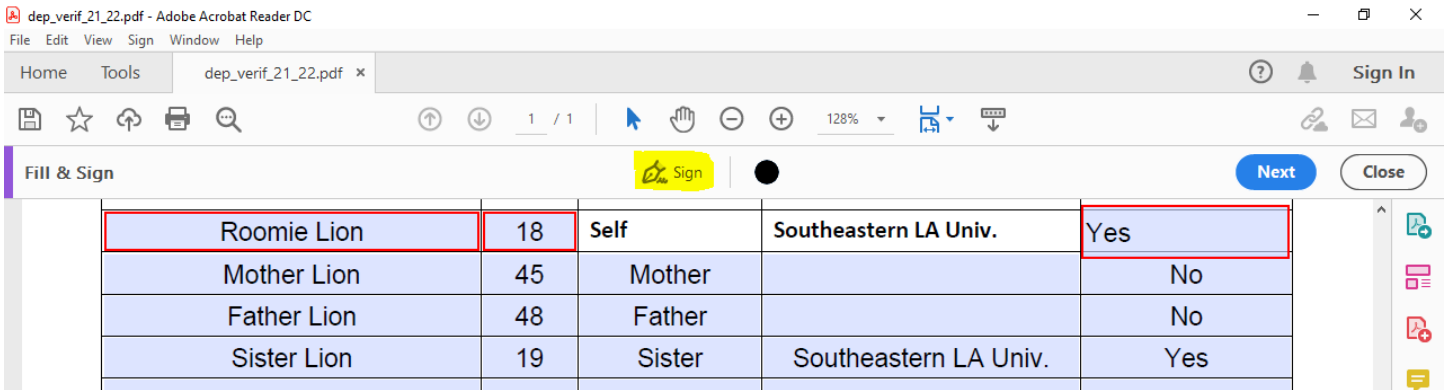 dep_verif_21_22.pdf - Adobe Acrobat Reader DC
File Edit View Sign Window Help
Home Tools dep_verif_21_22.pdf × Sign In
1 / 1 128%
Fill & Sign Sign Next Close
Roomie Lion 18 Self Southeastern LA Univ. Yes
Mother Lion 45 Mother No
Father Lion 48 Father No
Sister Lion 19 Sister Southeastern LA Univ. Yes